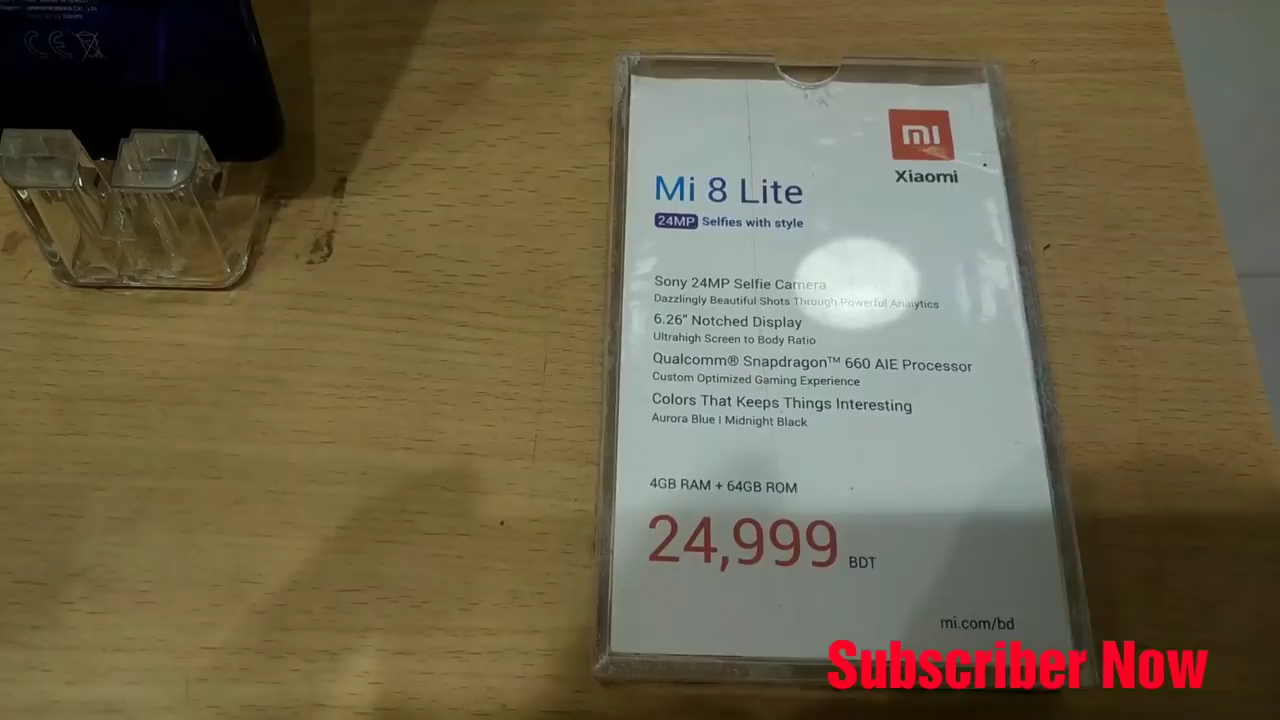 mi
Xiaomi
Mi 8 Lite
24MP Selfies with style
Sony 24MP Selfie Camera
Dazzlingly Beautiful Shots Through Powerful Analytics
6.26" Notched Display
Ultrahigh Screen to Body Ratio
Qualcomm® Snapdragon™ 660 AIE Processor
Custom Optimized Gaming Experience
Colors That Keeps Things Interesting
Aurora Blue | Midnight Black
4GB RAM + 64GB ROM
24,999 BDT
mi.com/bd
Subscriber Now